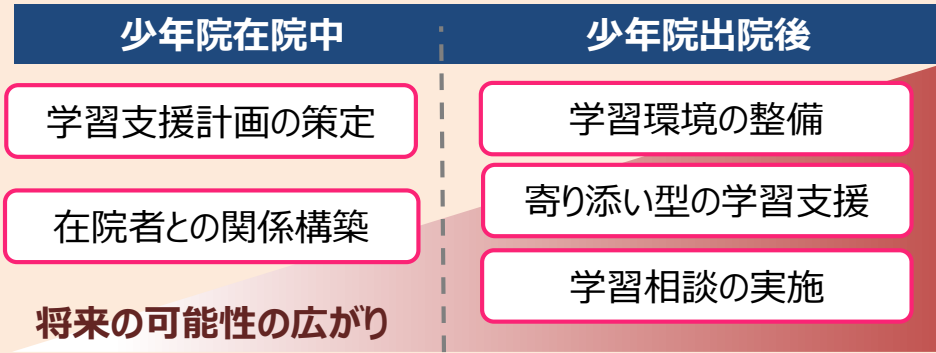 少年院在院中
学習支援計画の策定
在院者との関係構築
将来の可能性の広がり
少年院出院後
学習環境の整備
寄り添い型の学習支援
学習相談の実施